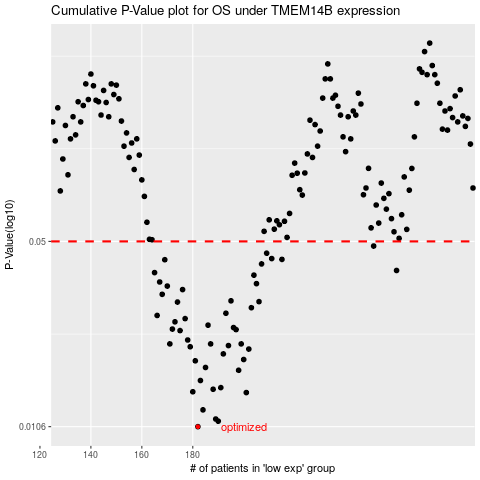 Cumulative P-Value plot for OS under TMEM14B expression
P-Value(log10)
0.05
0.0106
optimized
120 140 160 180
# of patients in 'low exp' group